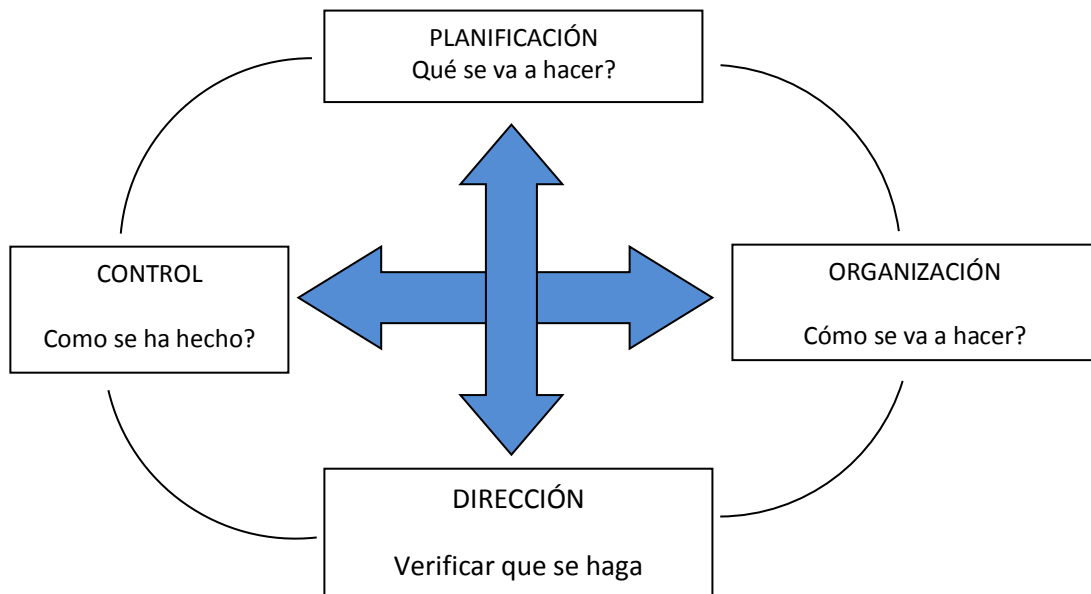 PLANIFICACIÓN
Qué se va a hacer?
CONTROL
Como se ha hecho?
ORGANIZACIÓN
Cómo se va a hacer?
DIRECCIÓN
Verificar que se haga